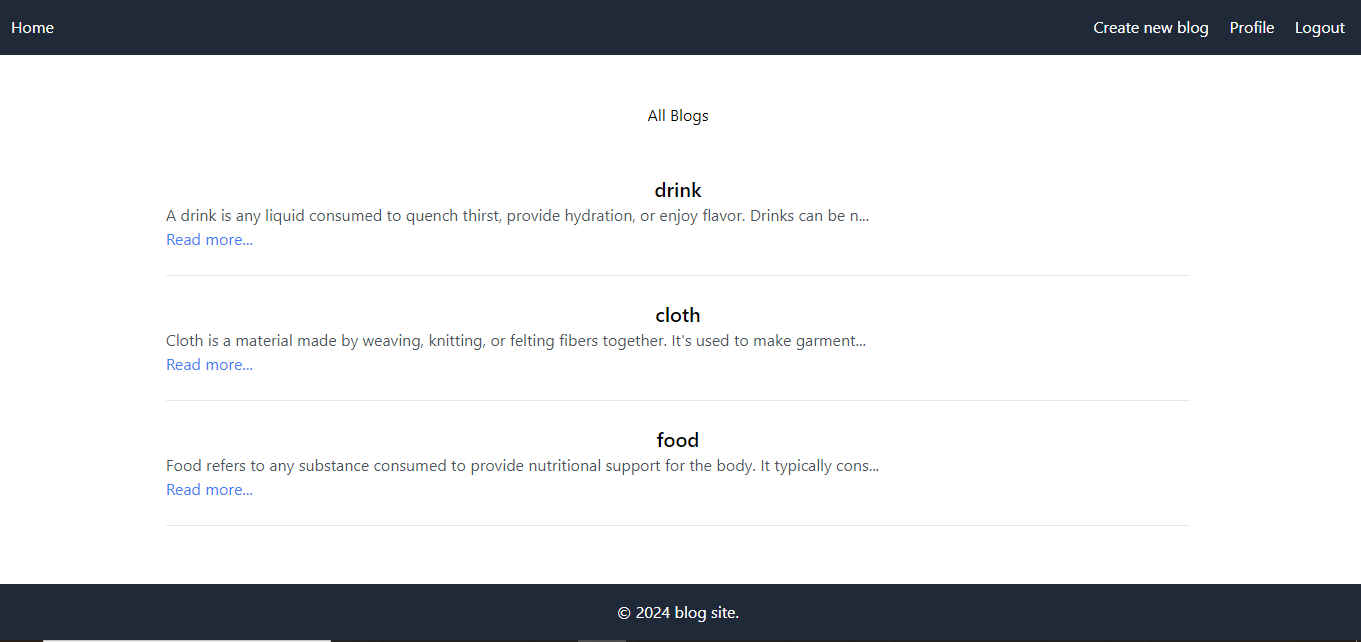 Home Create new blog Profile Logout
All Blogs
drink
A drink is any liquid consumed to quench thirst, provide hydration, or enjoy flavor. Drinks can be n...
Read more...
cloth
Cloth is a material made by weaving, knitting, or felting fibers together. It's used to make garment...
Read more...
food
Food refers to any substance consumed to provide nutritional support for the body. It typically cons...
Read more...
© 2024 blog site.